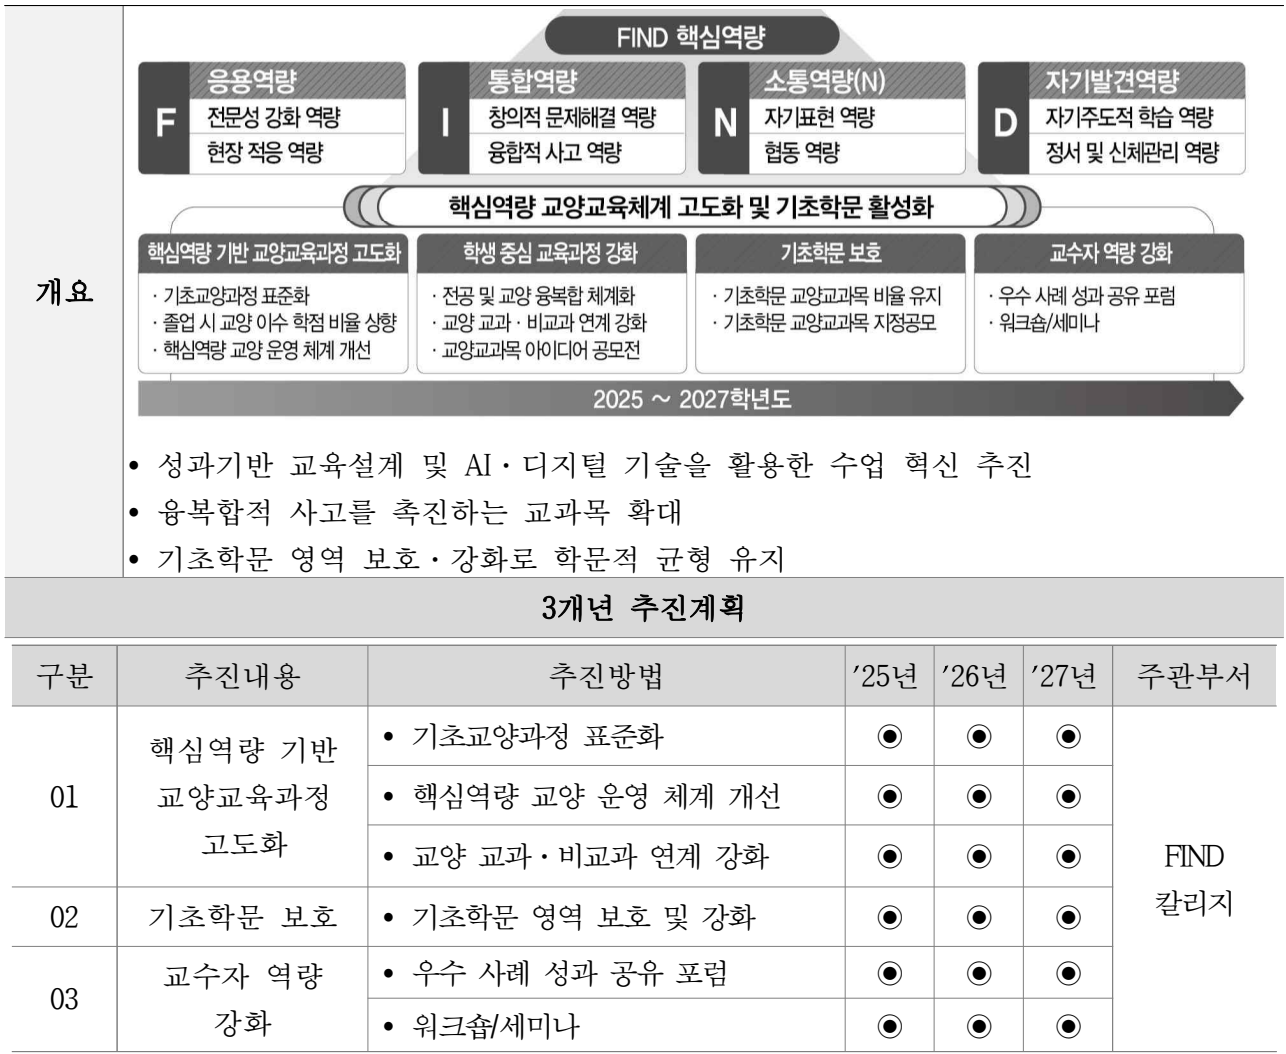 개요
FIND 핵심역량
F
응용역량
전문성 강화 역량
현장 적응 역량
I
통합역량
창의적 문제해결 역량
융합적 사고 역량
N
소통역량(N)
자기표현 역량
협동 역량
D
자기발견역량
자기주도적 학습 역량
정서 및 신체관리 역량
핵심역량 교양교육체계 고도화 및 기초학문 활성화
핵심역량 기반 교양교육과정 고도화
· 기초교양과정 표준화
· 졸업 시 교양 이수 학점 비율 상향
· 핵심역량 교양 운영 체계 개선
학생 중심 교육과정 강화
· 전공 및 교양 융복합 체계화
· 교양 교과 · 비교과 연계 강화
· 교양교과목 아이디어 공모전
기초학문 보호
· 기초학문 교양교과목 비율 유지
· 기초학문 교양교과목 지정공모
교수자 역량 강화
· 우수 사례 성과 공유 포럼
· 워크숍/세미나
2025 ~ 2027학년도
• 성과기반 교육설계 및 AI·디지털 기술을 활용한 수업 혁신 추진
• 융복합적 사고를 촉진하는 교과목 확대
• 기초학문 영역 보호·강화로 학문적 균형 유지
3개년 추진계획
구분 추진내용 추진방법 ′25년 ′26년 ′27년 주관부서
01
핵심역량 기반
교양교육과정
고도화
• 기초교양과정 표준화 ◉ ◉ ◉
• 핵심역량 교양 운영 체계 개선 ◉ ◉ ◉
• 교양 교과·비교과 연계 강화 ◉ ◉ ◉
02 기초학문 보호 • 기초학문 영역 보호 및 강화 ◉ ◉ ◉
03
교수자 역량
강화
• 우수 사례 성과 공유 포럼 ◉ ◉ ◉
• 워크숍/세미나 ◉ ◉ ◉
FIND
칼리지